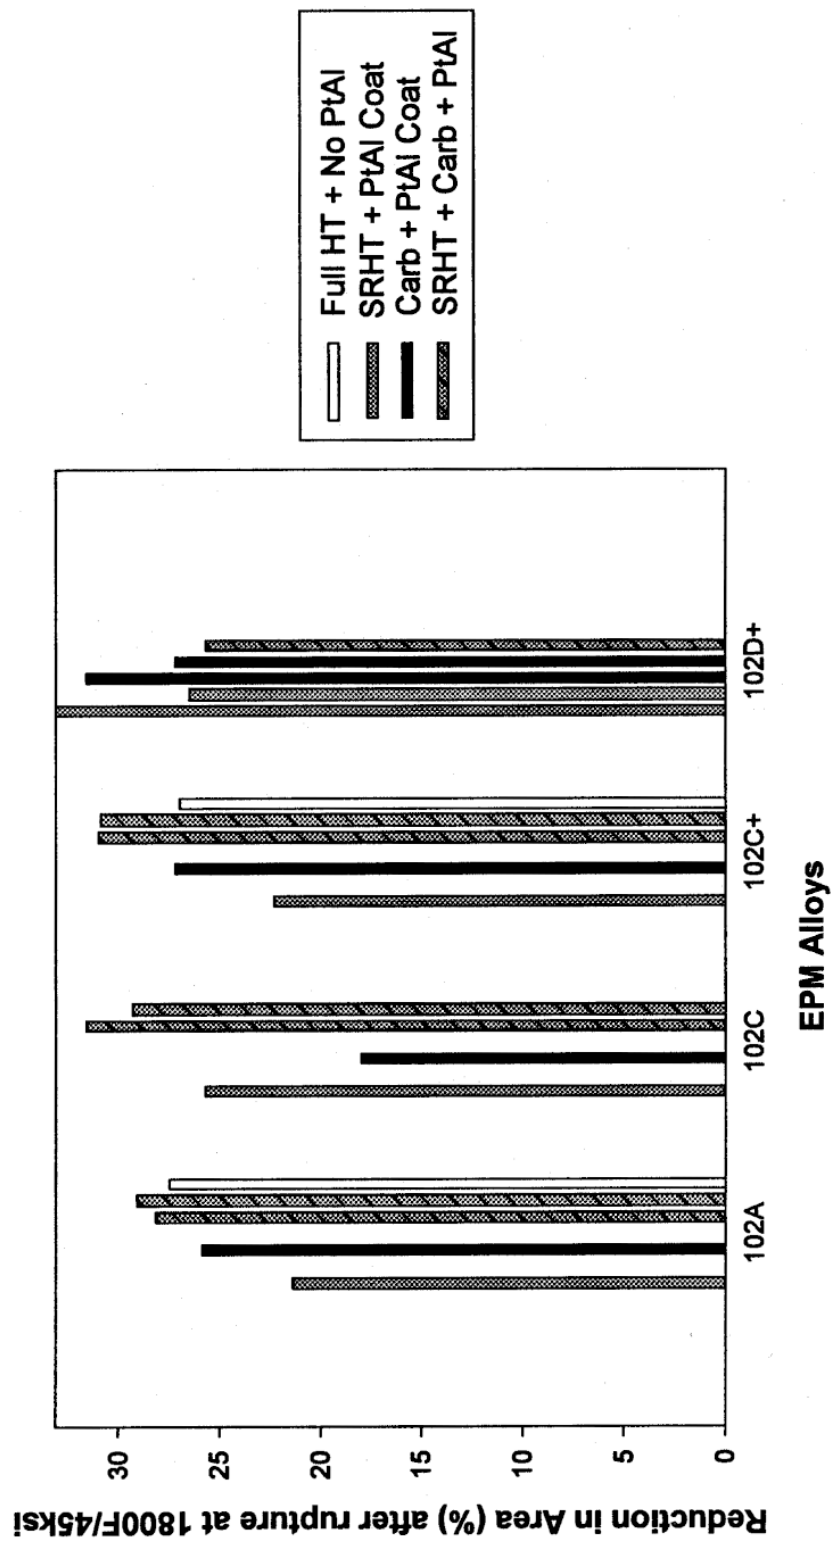 Reduction in Area (%) after rupture at 1800F/45ksi
30
25
20
15
10
5
0
102A
102C
102C+
102D+
EPM Alloys
Full HT + No PtAl
SRHT + PtAl Coat
Carb + PtAl Coat
SRHT + Carb + PtAl